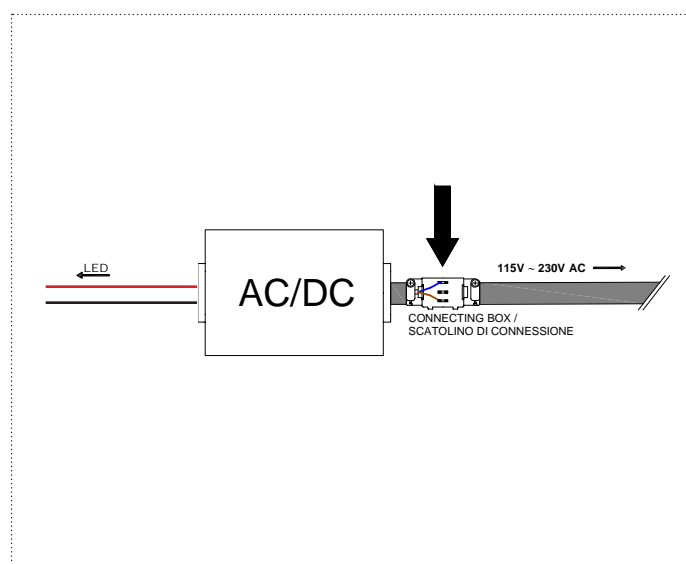 LED
AC/DC
115V ~ 230V AC
CONNECTING BOX /
SCATOLINO DI CONNESSIONE